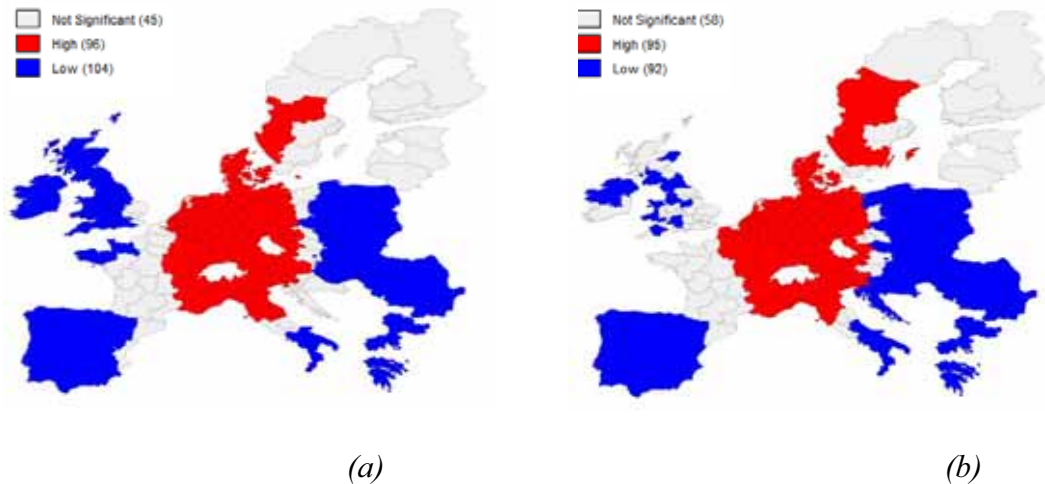 Not Significant (45)
High (96)
Low (104)
Not Significant (58)
High (95)
Low (92)
(a)
(b)